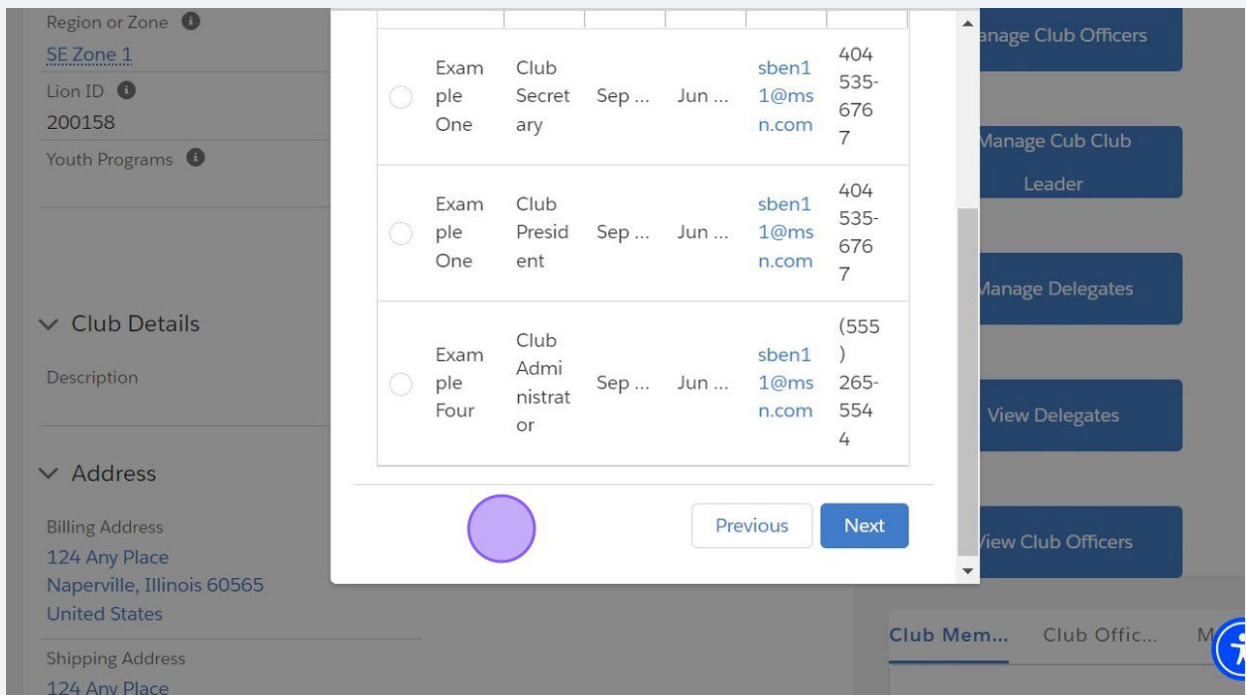 Region or Zone
SE Zone 1
Lion ID
200158
Youth Programs
Club Details
Description
Address
Billing Address
124 Any Place
Naperville, Illinois 60565
United States
Shipping Address
124 Any Place
Exam
ple
One
Club
Secret
ary
Sep ...
Jun ...
sben1
1@ms
n.com
404
535-
676
7
Exam
ple
One
Club
Presid
ent
Sep ...
Jun ...
sben1
1@ms
n.com
404
535-
676
7
Exam
ple
Four
Club
Admi
nistrat
or
Sep ...
Jun ...
sben1
1@ms
n.com
(555
)
265-
554
4
Previous
Next
anage Club Officers
Manage Cub Club
Leader
Manage Delegates
View Delegates
View Club Officers
Club Mem...
Club Offic...
M